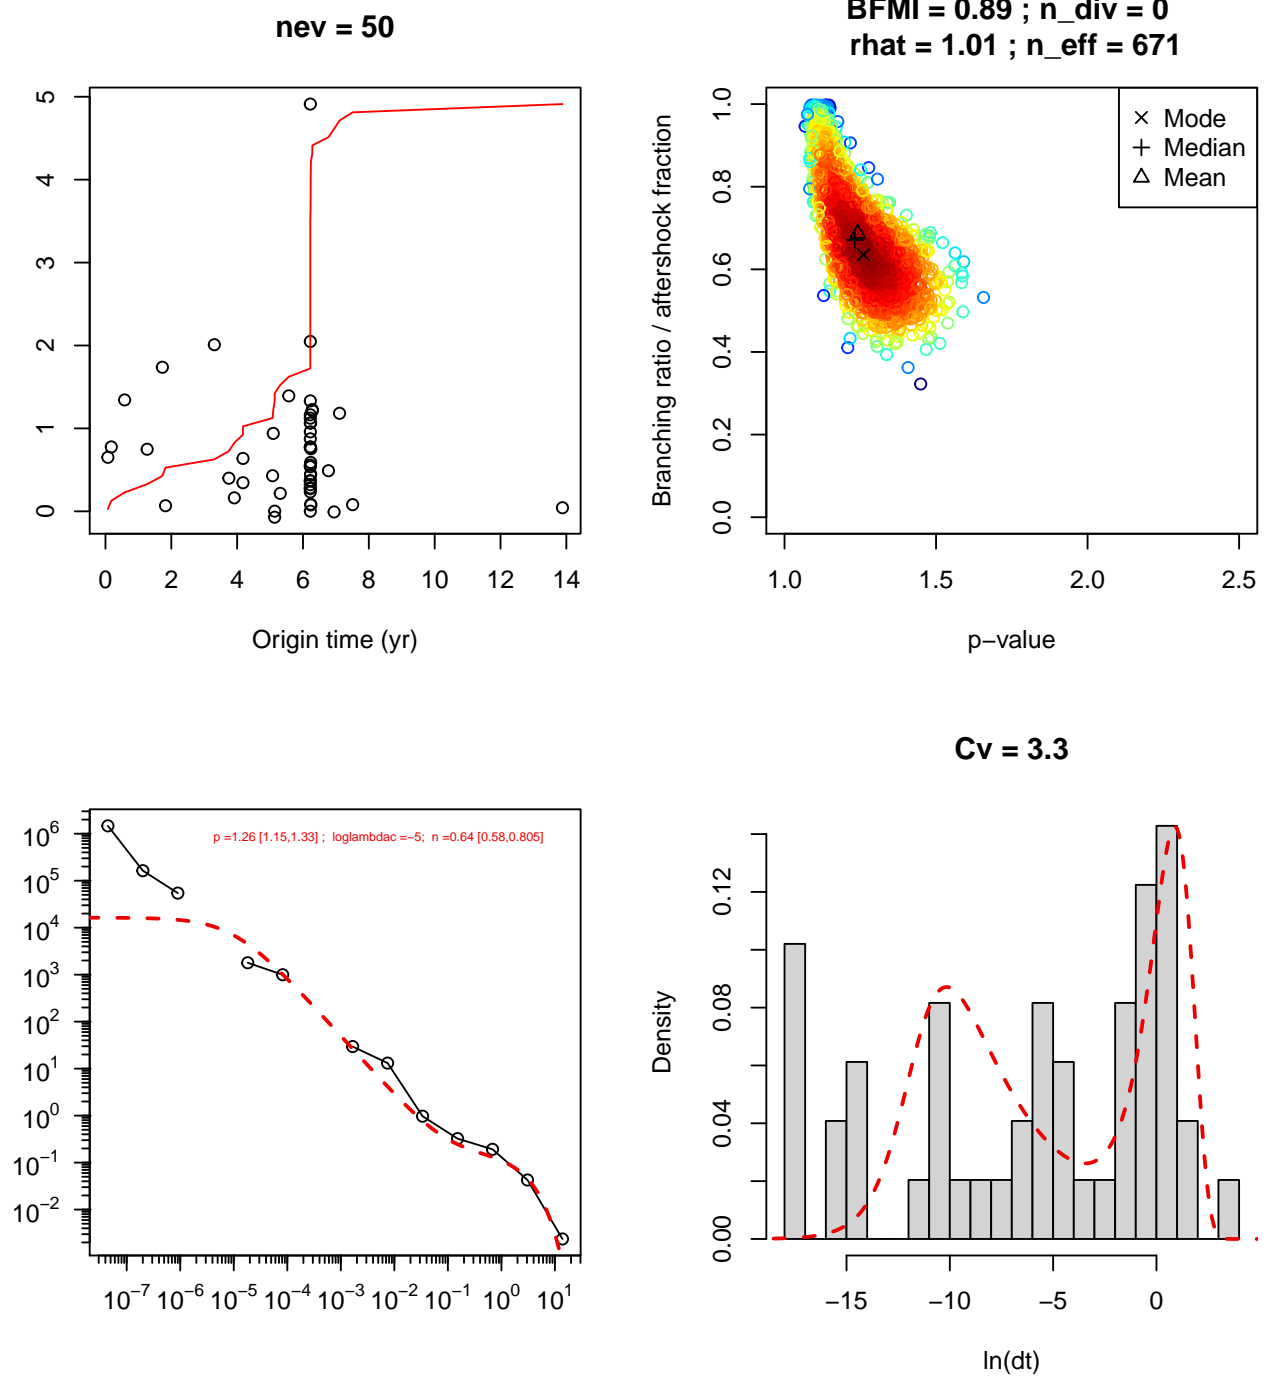 nev = 50
0 1 2 3 4 5
0 2 4 6 8 10 12 14
Origin time (yr)
BFMI = 0.89 ; n_div = 0
rhat = 1.01 ; n_eff = 671
Branching ratio / aftershock fraction
0.0 0.2 0.4 0.6 0.8 1.0
Mode
Median
Mean
1.0 1.5 2.0 2.5
p−value
p =1.26 [1.15,1.33] ; loglambdac =−5; n =0.64 [0.58,0.805]
10⁶
10⁵
10⁴
10³
10²
10¹
10⁰
10⁻¹
10⁻²
10⁻⁷ 10⁻⁶ 10⁻⁵ 10⁻⁴ 10⁻³ 10⁻² 10⁻¹ 10⁰ 10¹
Cv = 3.3
Density
0.00 0.04 0.08 0.12
−15 −10 −5 0
ln(dt)